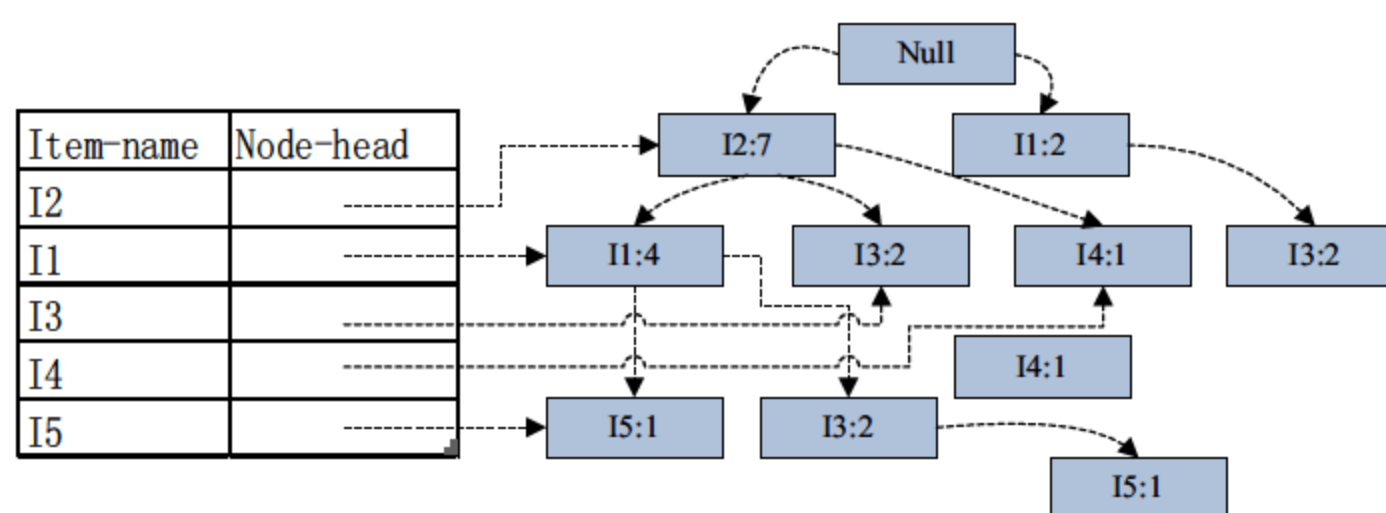 Null
Item-name Node-head
I2:7 I1:2
I2
I1
I1:4 I3:2 I4:1 I3:2
I3
I4
I4:1
I5
I5:1 I3:2
I5:1